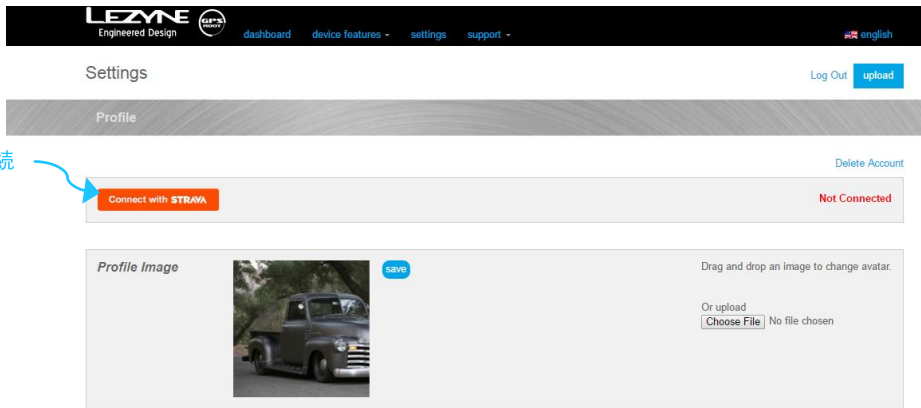 LEZYNE
Engineered Design
GPS
ROOT
dashboard device features settings support english
Settings
Log Out upload
Profile
続
Delete Account
Connect with STRAVA
Not Connected
Profile Image
save
Drag and drop an image to change avatar.
Or upload
Choose File No file chosen